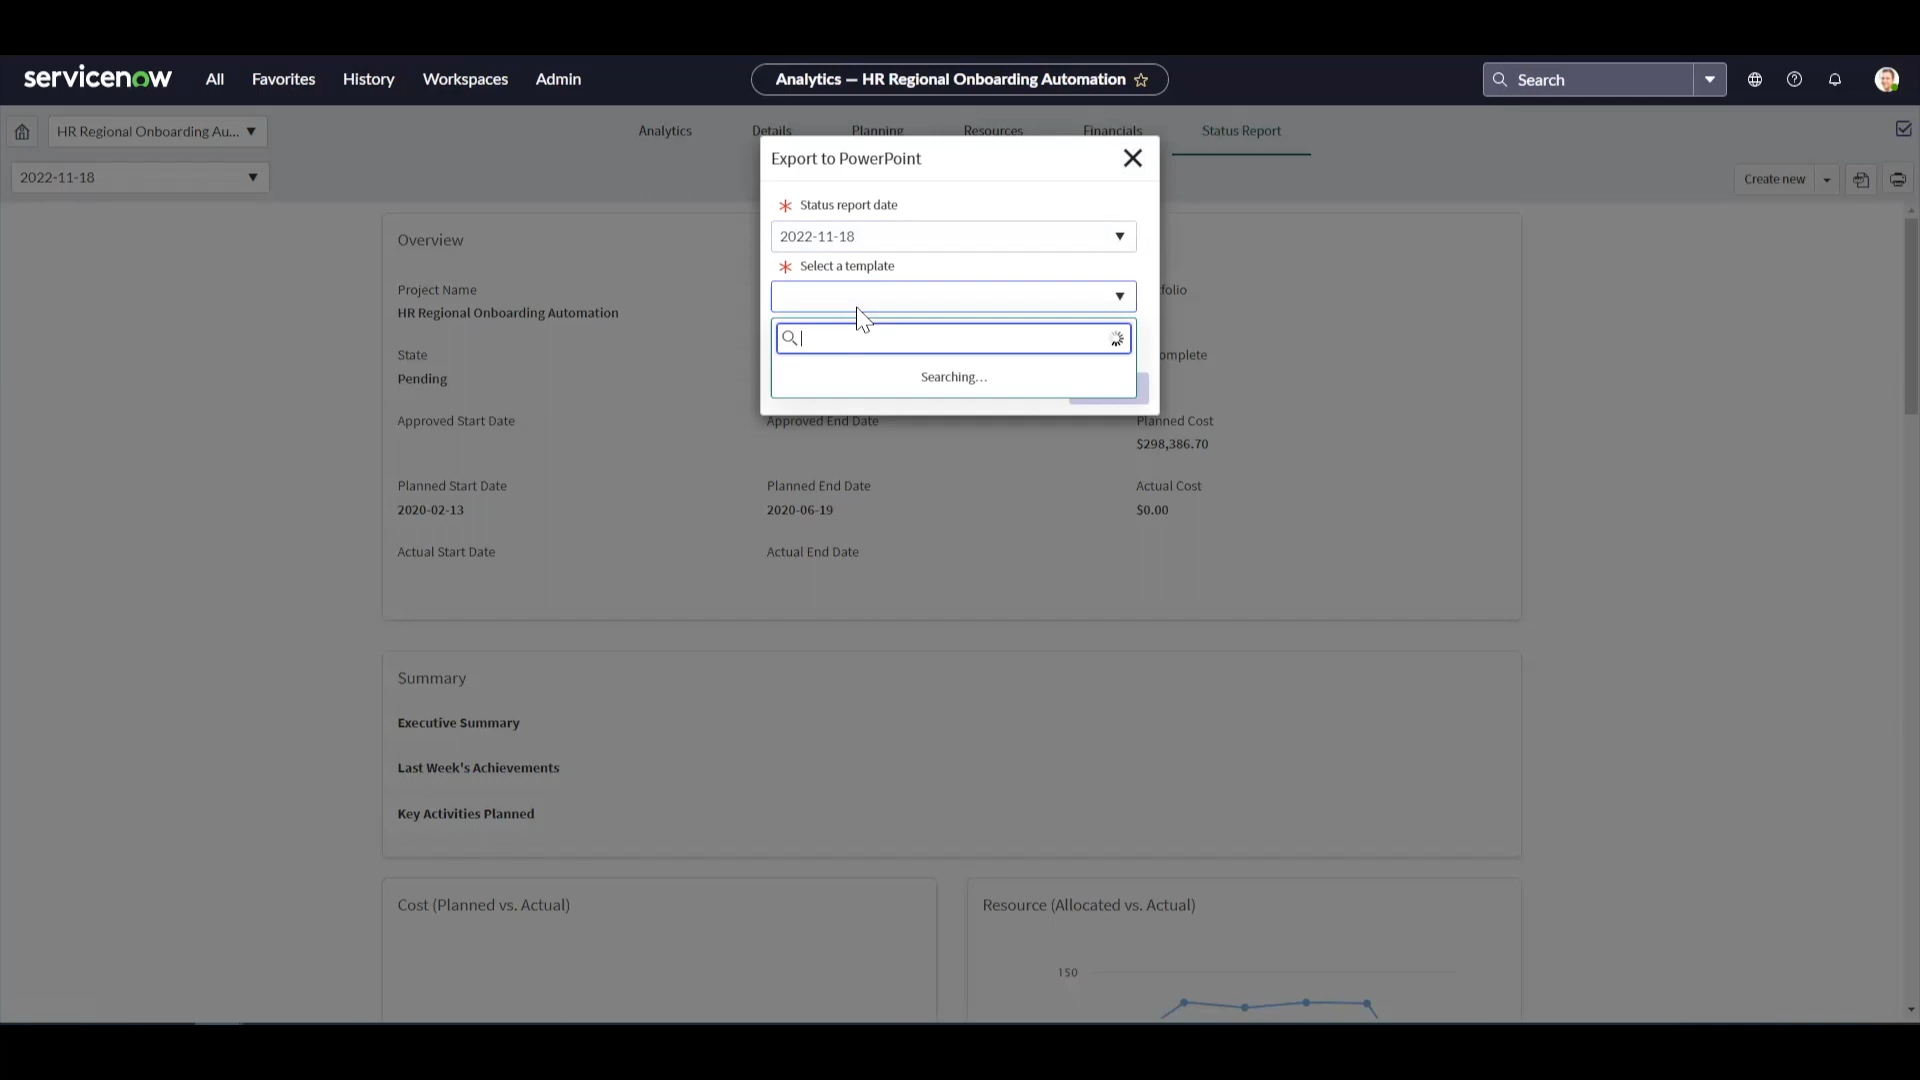 servicenow All Favorites History Workspaces Admin Analytics — HR Regional Onboarding Automation Search
HR Regional Onboarding Au... Analytics Details Planning Resources Financials Status Report
2022-11-18 Create new
Export to PowerPoint
Status report date
2022-11-18
Select a template
Searching...
Overview
Project Name
HR Regional Onboarding Automation
State
Pending
Approved Start Date Approved End Date Planned Cost
$298,386.70
Planned Start Date Planned End Date Actual Cost
2020-02-13 2020-06-19 $0.00
Actual Start Date Actual End Date
Summary
Executive Summary
Last Week's Achievements
Key Activities Planned
Cost (Planned vs. Actual) Resource (Allocated vs. Actual)
150